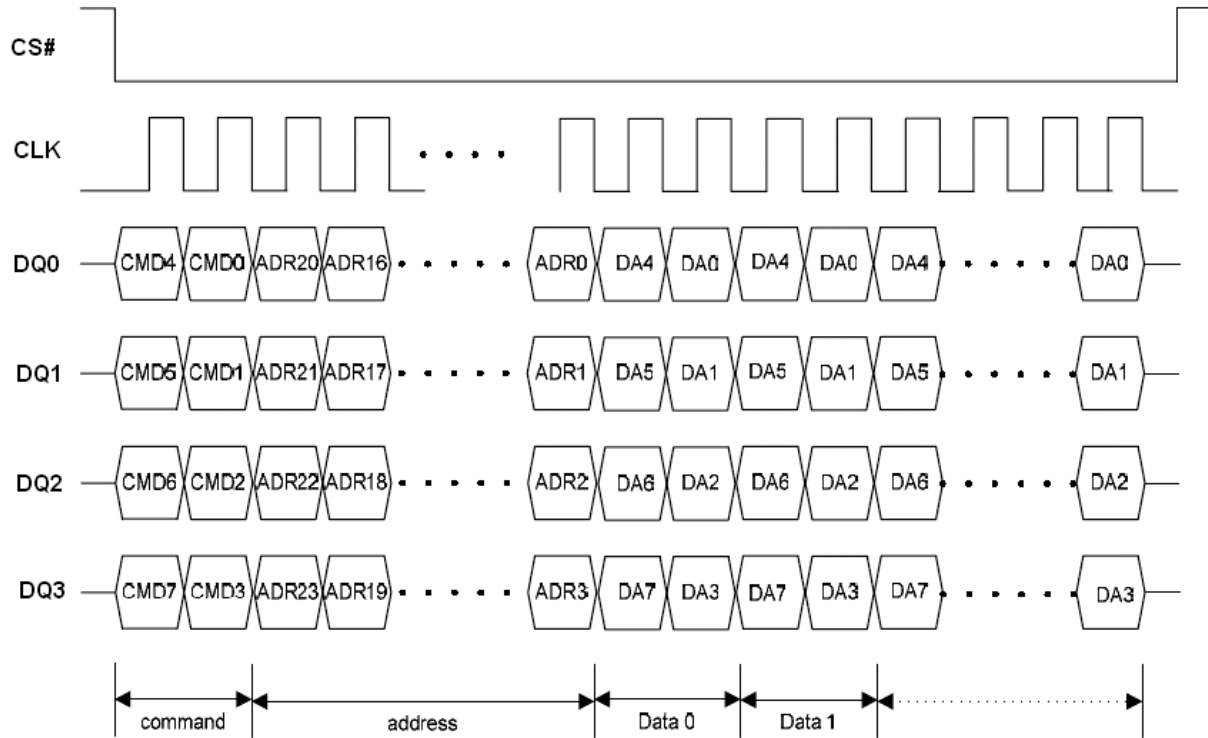 CS#
CLK
DQ0 CMD4 CMD0 ADR20 ADR16 ADR0 DA4 DA0 DA4 DA0 DA4 DA0
DQ1 CMD5 CMD1 ADR21 ADR17 ADR1 DA5 DA1 DA5 DA1 DA5 DA1
DQ2 CMD6 CMD2 ADR22 ADR18 ADR2 DA6 DA2 DA6 DA2 DA6 DA2
DQ3 CMD7 CMD3 ADR23 ADR19 ADR3 DA7 DA3 DA7 DA3 DA7 DA3
command address Data 0 Data 1